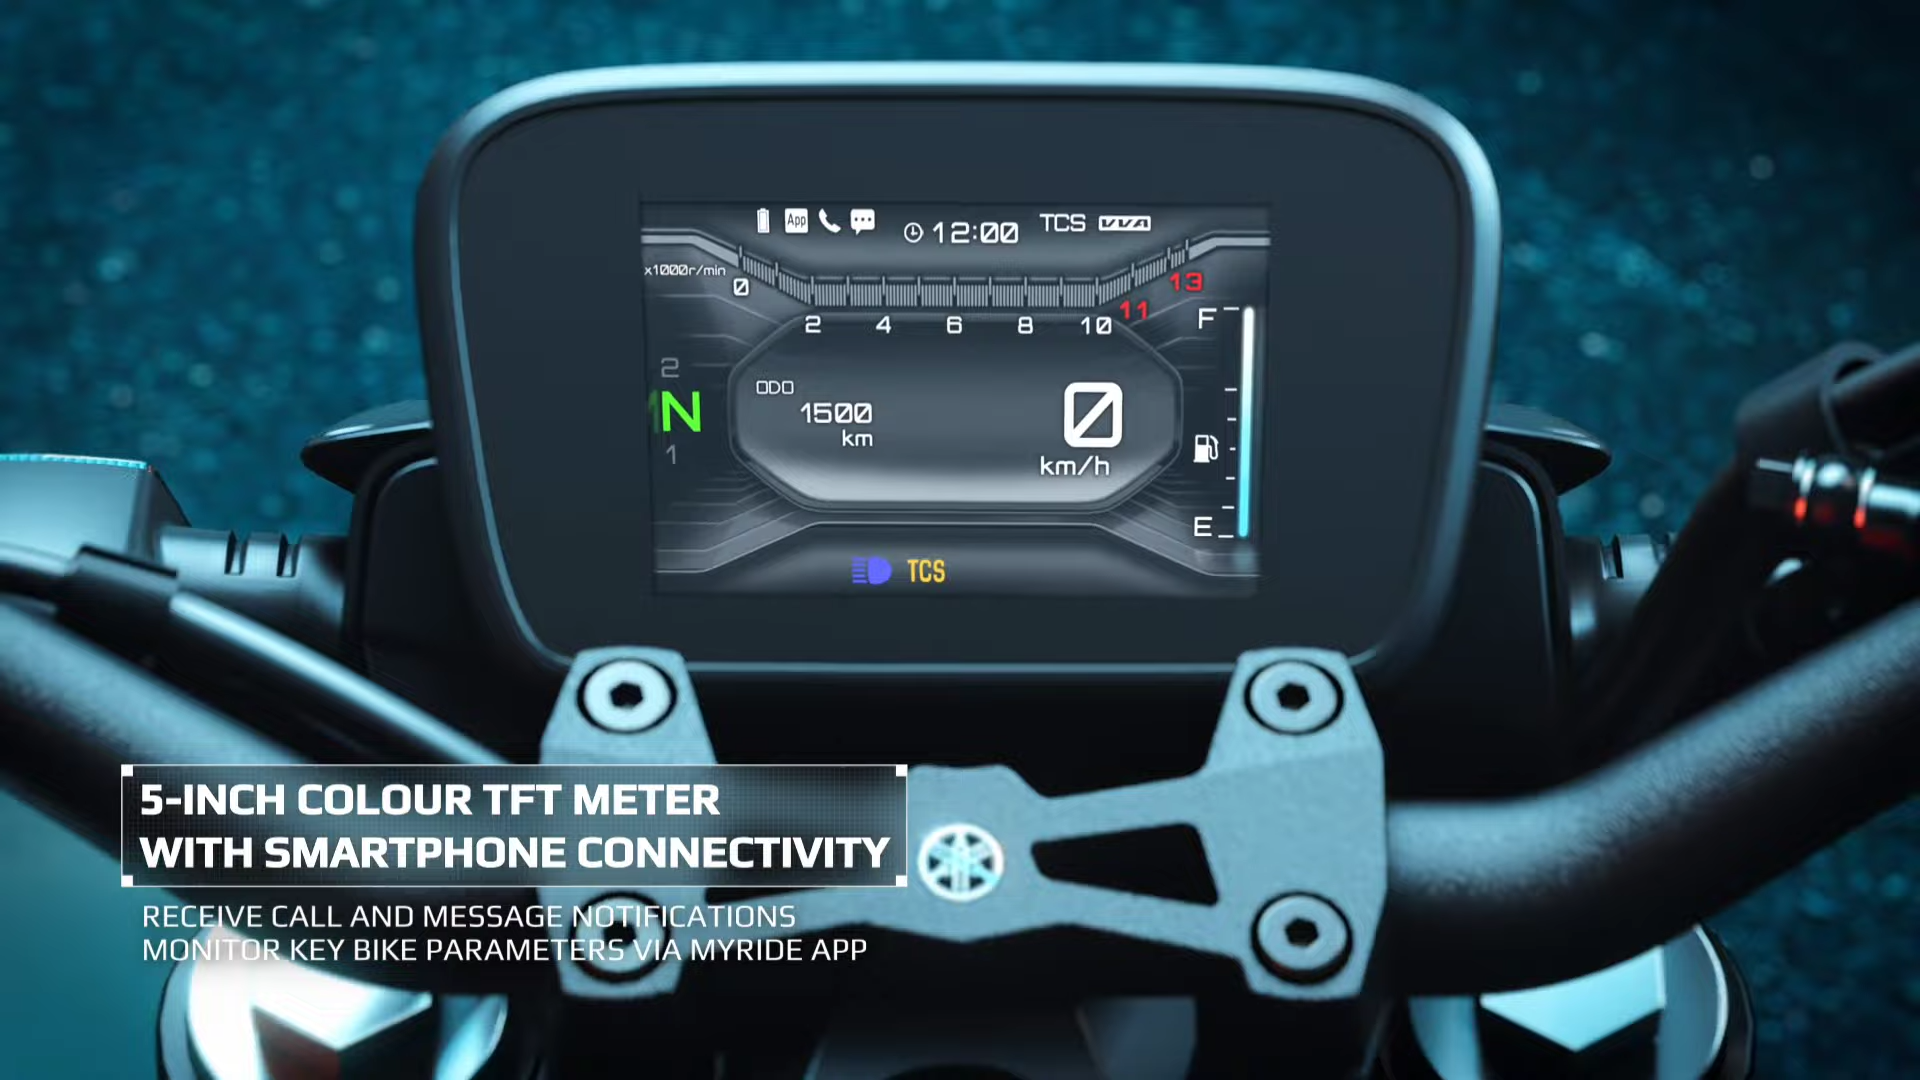 App 12:00 TCS VVA
x1000r/min
0 2 4 6 8 10 11 13
F
2
N
1
ODO
1500
km
0
km/h
E
TCS
5-INCH COLOUR TFT METER
WITH SMARTPHONE CONNECTIVITY
RECEIVE CALL AND MESSAGE NOTIFICATIONS
MONITOR KEY BIKE PARAMETERS VIA MYRIDE APP